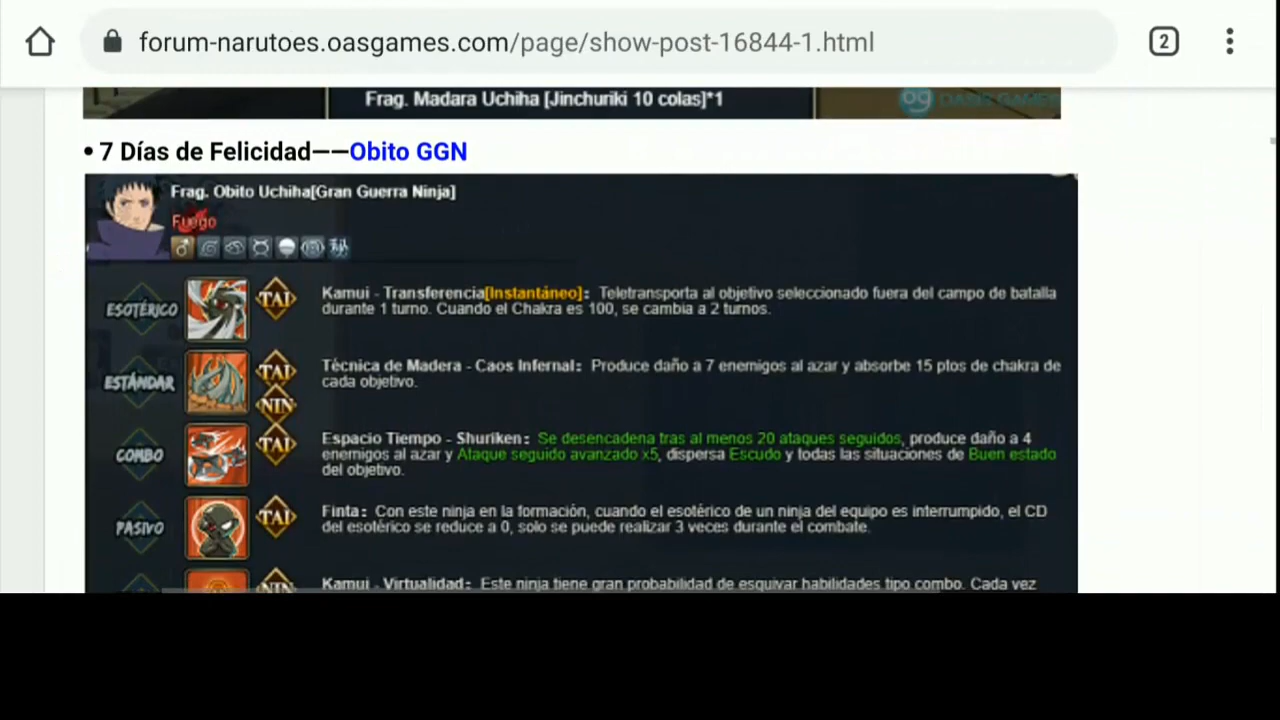 forum-narutoes.oasgames.com/page/show-post-16844-1.html
2
Frag. Madara Uchiha [Jinchuriki 10 colas]*1
OASIS GAMES
• 7 Días de Felicidad——Obito GGN
Frag. Obito Uchiha[Gran Guerra Ninja]
Fuego
ESOTÉRICO
TAI
Kamui - Transferencia[Instantáneo]: Teletransporta al objetivo seleccionado fuera del campo de batalla
durante 1 turno. Cuando el Chakra es 100, se cambia a 2 turnos.
ESTÁNDAR
TAI
NIN
Técnica de Madera - Caos Infernal: Produce daño a 7 enemigos al azar y absorbe 15 ptos de chakra de
cada objetivo.
COMBO
TAI
Espacio Tiempo - Shuriken: Se desencadena tras al menos 20 ataques seguidos, produce daño a 4
enemigos al azar y Ataque seguido avanzado x5, dispersa Escudo y todas las situaciones de Buen estado
del objetivo.
PASIVO
TAI
Finta: Con este ninja en la formación, cuando el esotérico de un ninja del equipo es interrumpido, el CD
del esotérico se reduce a 0, solo se puede realizar 3 veces durante el combate.
NIN
Kamui - Virtualidad: Este ninja tiene gran probabilidad de esquivar habilidades tipo combo. Cada vez